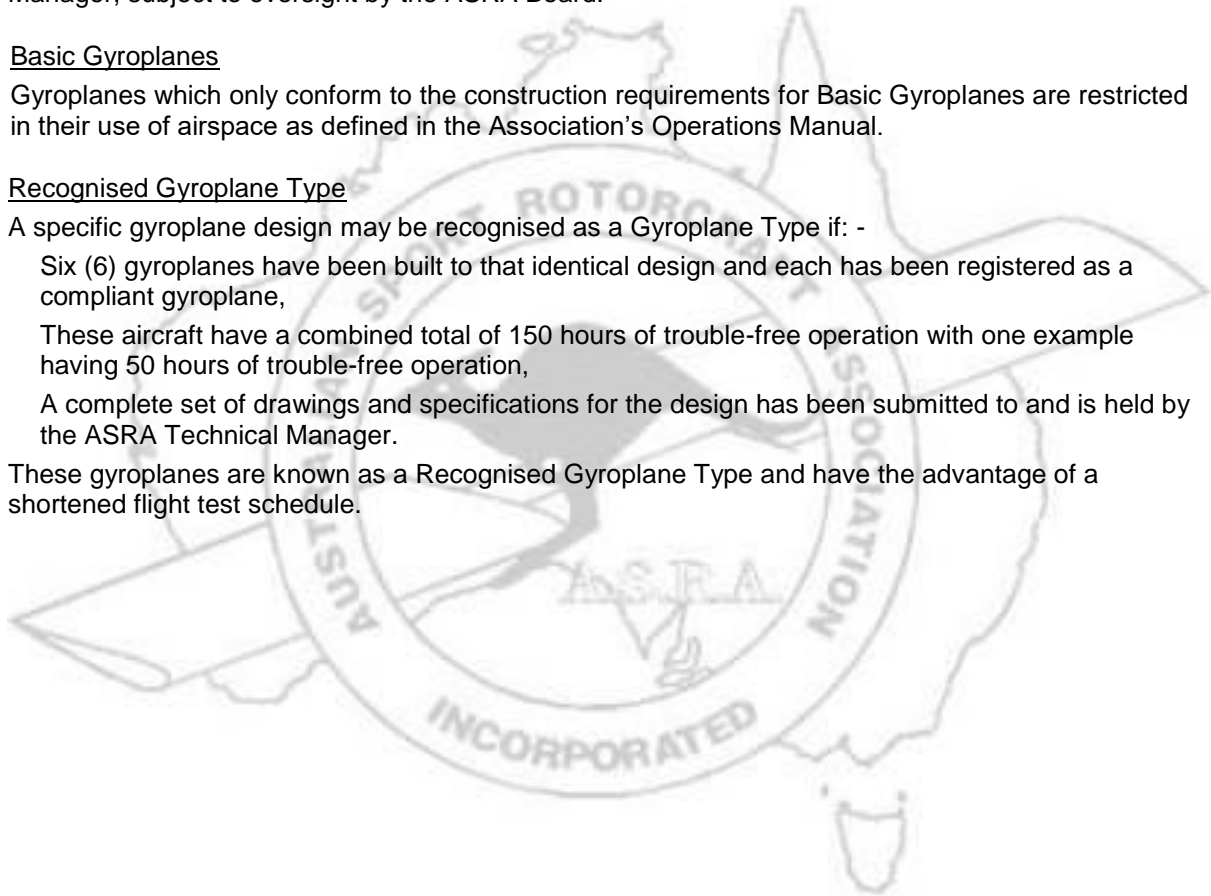 Manager, subject to oversight by the ASRA Board.
Basic Gyroplanes
Gyroplanes which only conform to the construction requirements for Basic Gyroplanes are restricted
in their use of airspace as defined in the Association's Operations Manual.
Recognised Gyroplane Type
A specific gyroplane design may be recognised as a Gyroplane Type if: -
Six (6) gyroplanes have been built to that identical design and each has been registered as a
compliant gyroplane,
These aircraft have a combined total of 150 hours of trouble-free operation with one example
having 50 hours of trouble-free operation,
A complete set of drawings and specifications for the design has been submitted to and is held by
the ASRA Technical Manager.
These gyroplanes are known as a Recognised Gyroplane Type and have the advantage of a
shortened flight test schedule.
AUSTRALIAN SPORT ROTORCRAFT ASSOCIATION
INCORPORATED
A.S.R.A.